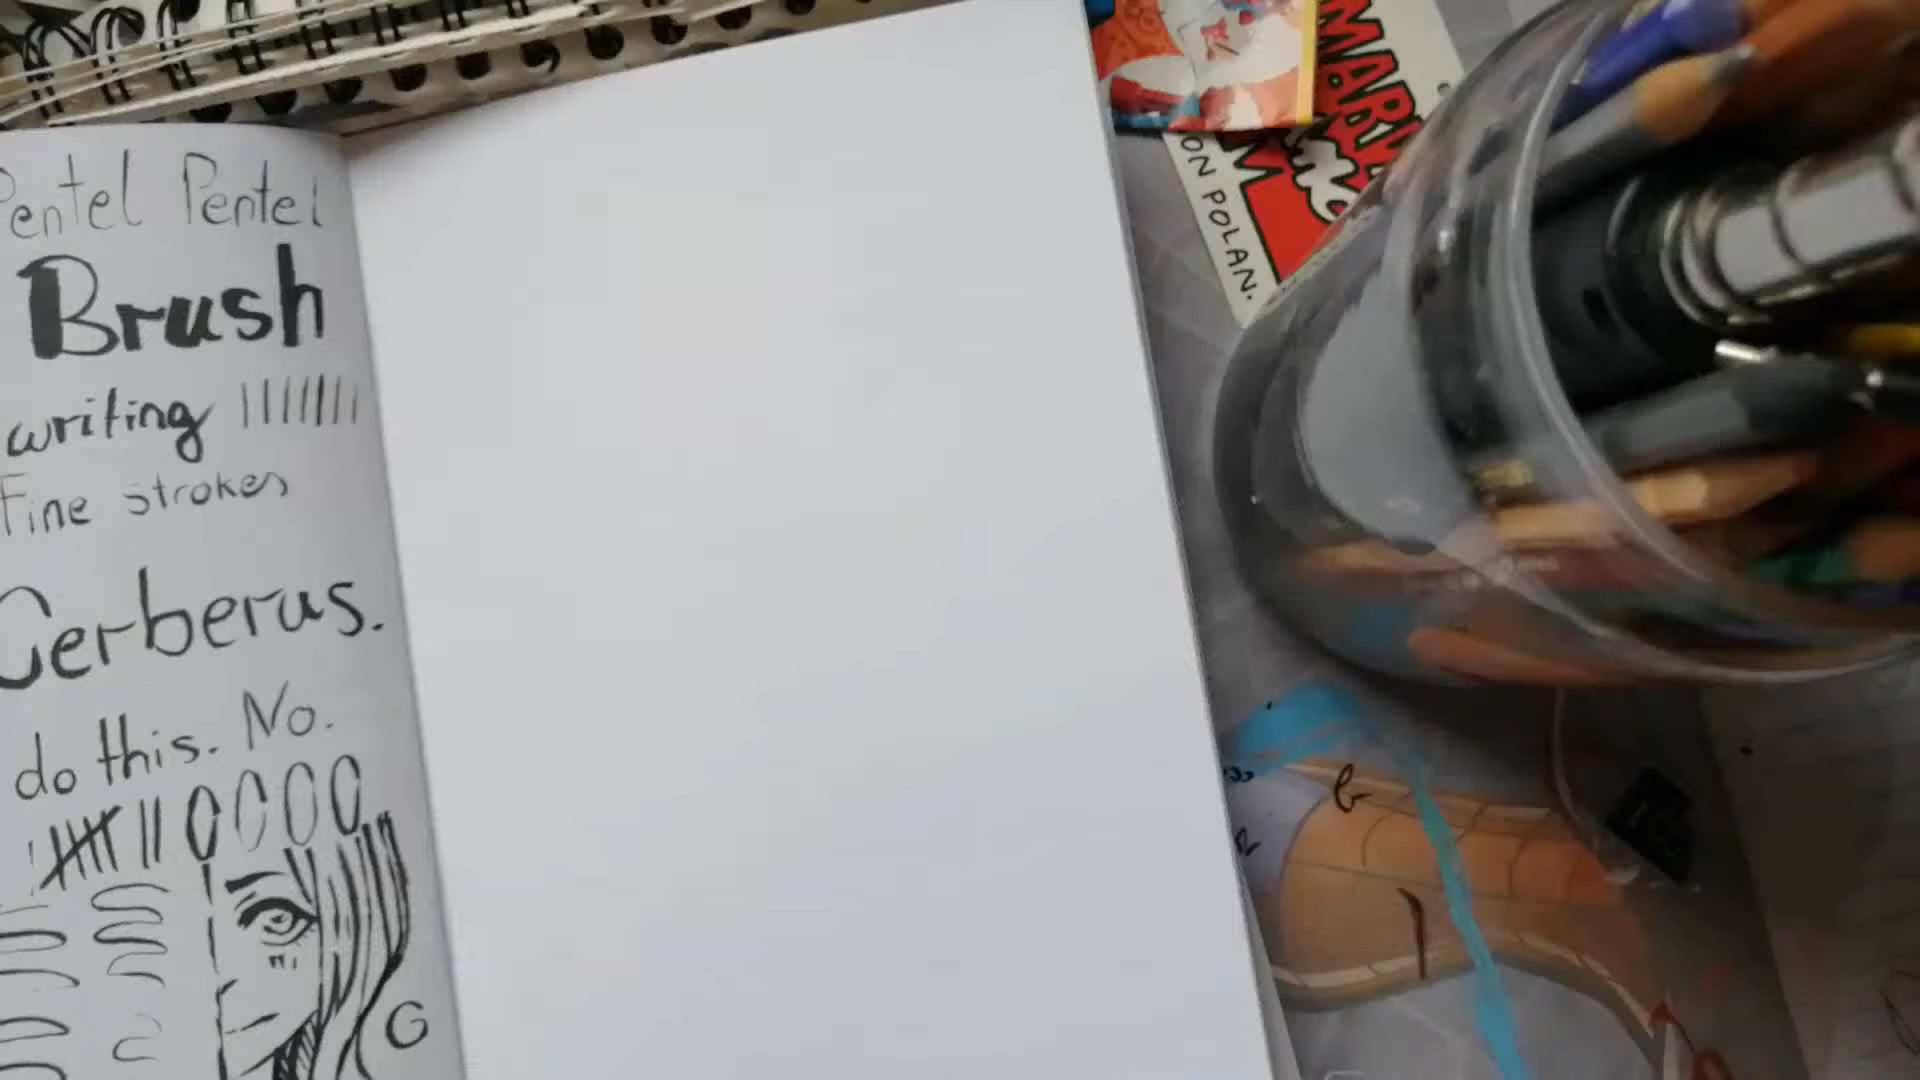 Pentel Pentel
Brush
writing
Fine strokes
Cerberus.
do this. No.
ON POLAN.